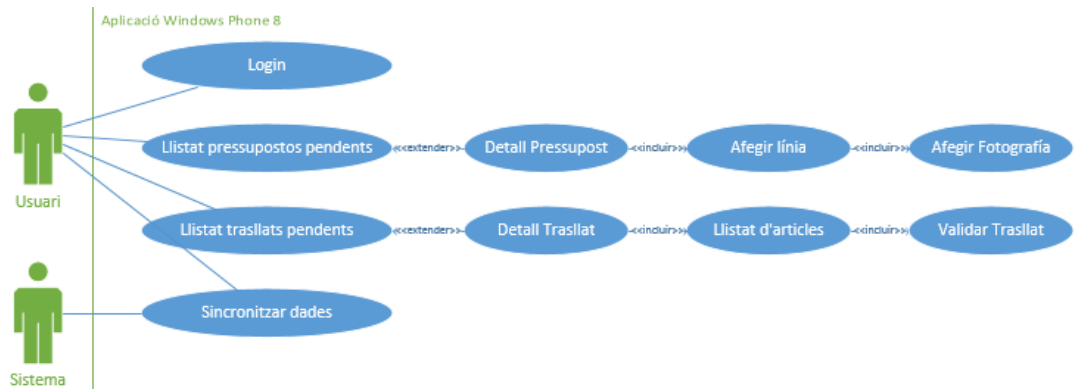 Aplicació Windows Phone 8
Login
Llistat pressupostos pendents
<<extender>>
Detall Pressupost
<<incluir>>
Afegir línia
<<incluir>>
Afegir Fotografía
Usuari
Llistat trasllats pendents
<<extender>>
Detall Trasllat
<<incluir>>
Llistat d'articles
<<incluir>>
Validar Trasllat
Sincronitzar dades
Sistema